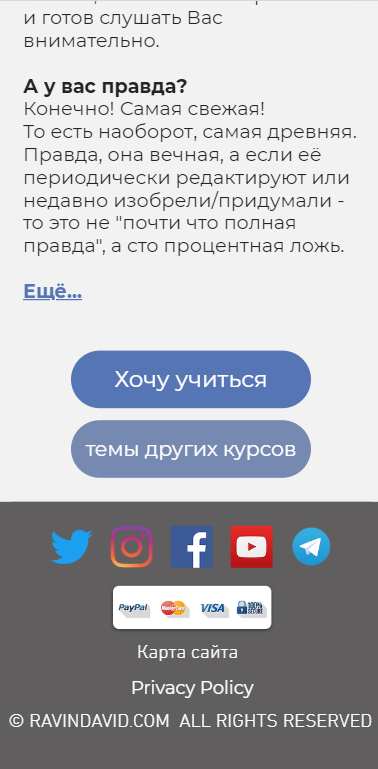 и готов слушать Вас
внимательно.
А у вас правда?
Конечно! Самая свежая!
То есть наоборот, самая древняя.
Правда, она вечная, а если её
периодически редактируют или
недавно изобрели/придумали -
то это не "почти что полная
правда", а сто процентная ложь.
Ещё...
Хочу учиться
темы других курсов
PayPal MasterCard VISA 100% SECURE
Карта сайта
Privacy Policy
© RAVINDAVID.COM ALL RIGHTS RESERVED